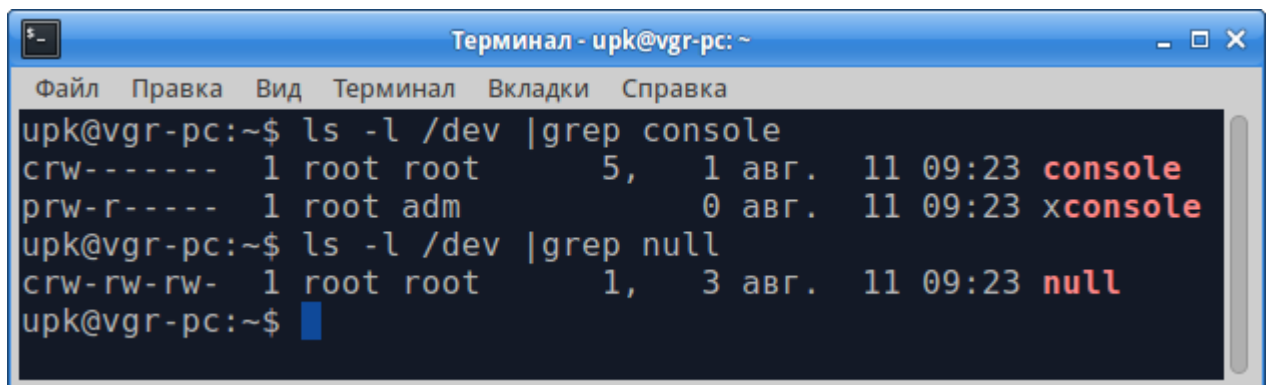 Терминал - upk@vgr-pc: ~
Файл Правка Вид Терминал Вкладки Справка
upk@vgr-pc:~$ ls -l /dev |grep console
crw------- 1 root root 5, 1 авг. 11 09:23 console
prw-r----- 1 root adm 0 авг. 11 09:23 xconsole
upk@vgr-pc:~$ ls -l /dev |grep null
crw-rw-rw- 1 root root 1, 3 авг. 11 09:23 null
upk@vgr-pc:~$